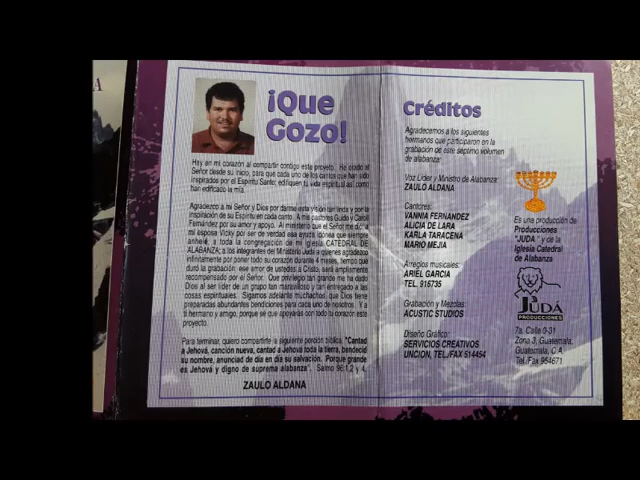 A
¡Que
Gozo!
Hay en mi corazón al compartir contigo este proyeto. He orado al
Señor desde su inicio, para que cada uno de los cantos que han sido
inspirados por el Espíritu Santo; edifiquen tu vida espiritual así como
han edificado la mía.
Agradezco a mi Señor y Dios por darme esta visión tan linda y por la
inspiración de su Espíritu en cada canto. A mis pastores Guido y Caroll
Fernández por su amor y apoyo. Al ministerio que el Señor me dio a
mi esposa Vicky por ser de verdad esa ayuda idónea que siempre
anhelé, a toda la congregación de mi iglesia CATEDRAL DE
ALABANZA; a los integrantes del Ministerio Judá a quienes agradezco
infinitamente por poner todo su corazón durante 4 meses, tiempo que
duró la grabación, ese amor de ustedes a Cristo, será ampliamente
recompensado por el Señor. Que privilegio tan grande me ha dado
Dios al ser líder de un grupo tan maravilloso y tan entregado a las
cosas espirituales. Sigamos adelante muchachos, que Dios tiene
preparadas abundantes bendiciones para cada uno de nosotros. Y a
ti hermano y amigo, porque sé que apoyarás con todo tu corazón este
proyecto.
Para terminar, quiero compartirte la siguiente porción bíblica. "Cantad
a Jehová, canción nueva, cantad a Jehová toda la tierra, bendecid
su nombre, anunciad de día en día su salvación. Porque grande
es Jehová y digno de suprema alabanza". Salmo 96:1,2 y 4.
ZAULO ALDANA
Créditos
Agradecemos a los siguientes
hermanos que participaron en la
grabación de este séptimo volumen
de alabanza:
Voz Líder y Ministro de Alabanza:
ZAULO ALDANA
Cantores:
VANNIA FERNANDEZ
ALICIA DE LARA
KARLA TARACENA
MARIO MEJIA
Arreglos musicales:
ARIEL GARCIA
TEL. 916735
Grabación y Mezclas:
ACUSTIC STUDIOS
Diseño Gráfico:
SERVICIOS CREATIVOS
UNCION, TEL./FAX 514454
Es una producción de
Producciones
"JUDA" y de la
Iglesia Catedral
de Alabanza
JUDÁ
PRODUCCIONES
7a. Calle 0-31
Zona 3, Guatemala,
Guatemala, C.A.
Tel. Fax 954671